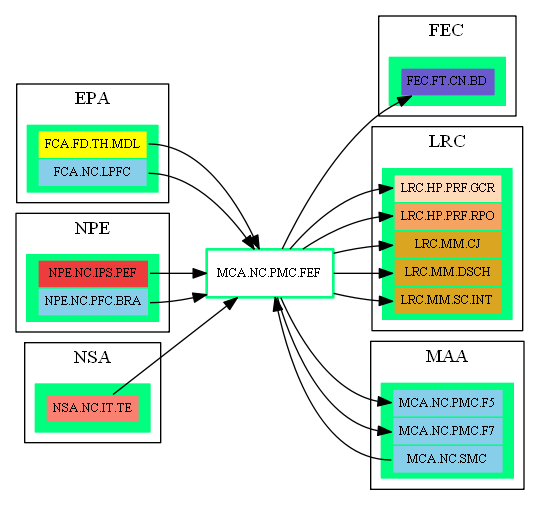 EPA
FCA.FD.TH.MDL
FCA.NC.LPFC
NPE
NPE.NC.IPS.PEF
NPE.NC.PFC.BRA
NSA
NSA.NC.IT.TE
MCA.NC.PMC.FEF
FEC
FEC.FT.CN.BD
LRC
LRC.HP.PRF.GCR
LRC.HP.PRF.RPO
LRC.MM.CJ
LRC.MM.DSCH
LRC.MM.SC.INT
MAA
MCA.NC.PMC.F5
MCA.NC.PMC.F7
MCA.NC.SMC